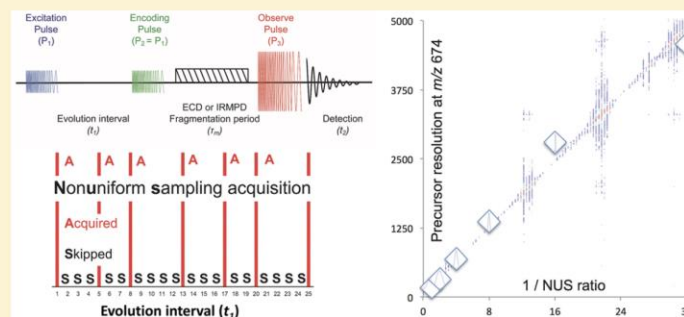 Excitation
Pulse
(P₁)
Encoding
Pulse
(P₂ = P₁)
Observe
Pulse
(P₃)
ECD or IRMPD
Evolution interval
(t₁)
Fragmentation period
(τₘ)
Detection
(t₂)
A A A A A A
Nonuniform sampling acquisition
Acquired
Skipped
S S S S S S S S S S S S S S S S S S
1 2 3 4 5 6 7 8 9 10 11 12 13 14 15 16 17 18 19 20 21 22 23 24 25
Evolution interval (t₁)
Precursor resolution at m/z 674
5000
3750
2500
1250
0
0 8 16 24
1 / NUS ratio